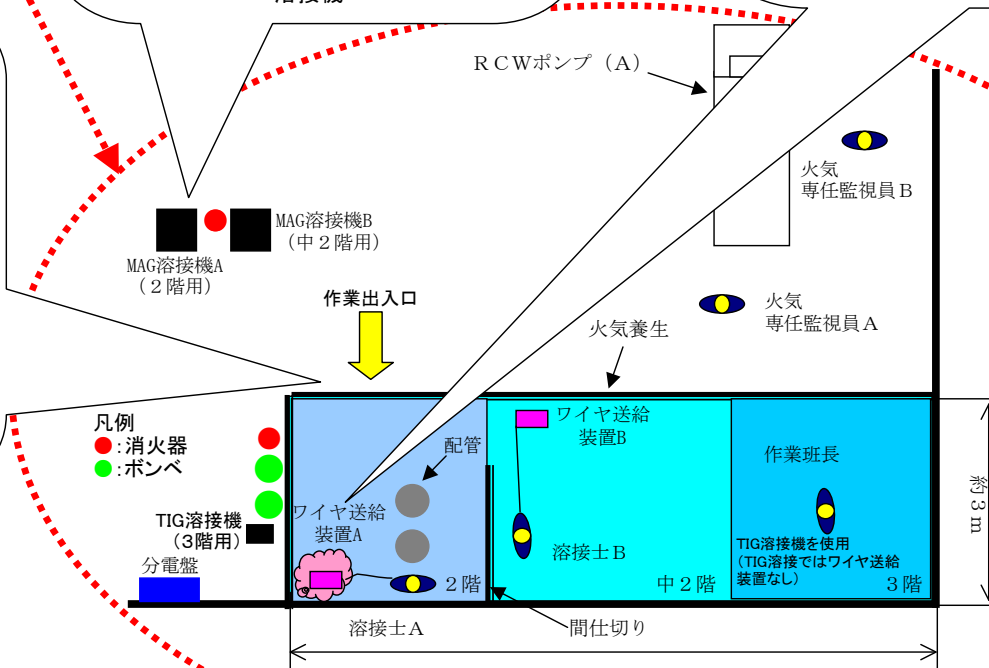 溶接機
ＲＣＷポンプ（A）
火気
専任監視員Ｂ
MAG溶接機B
（中２階用）
MAG溶接機A
（２階用）
作業出入口
火気
専任監視員Ａ
火気養生
凡例
:消火器
:ボンベ
ワイヤ送給
装置B
配管
作業班長
約３ｍ
TIG溶接機
（3階用）
ワイヤ送給
装置A
分電盤
溶接士Ｂ
TIG溶接機を使用
（TIG溶接ではワイヤ送給
装置なし）
２階
中２階
３階
溶接士Ａ
間仕切り